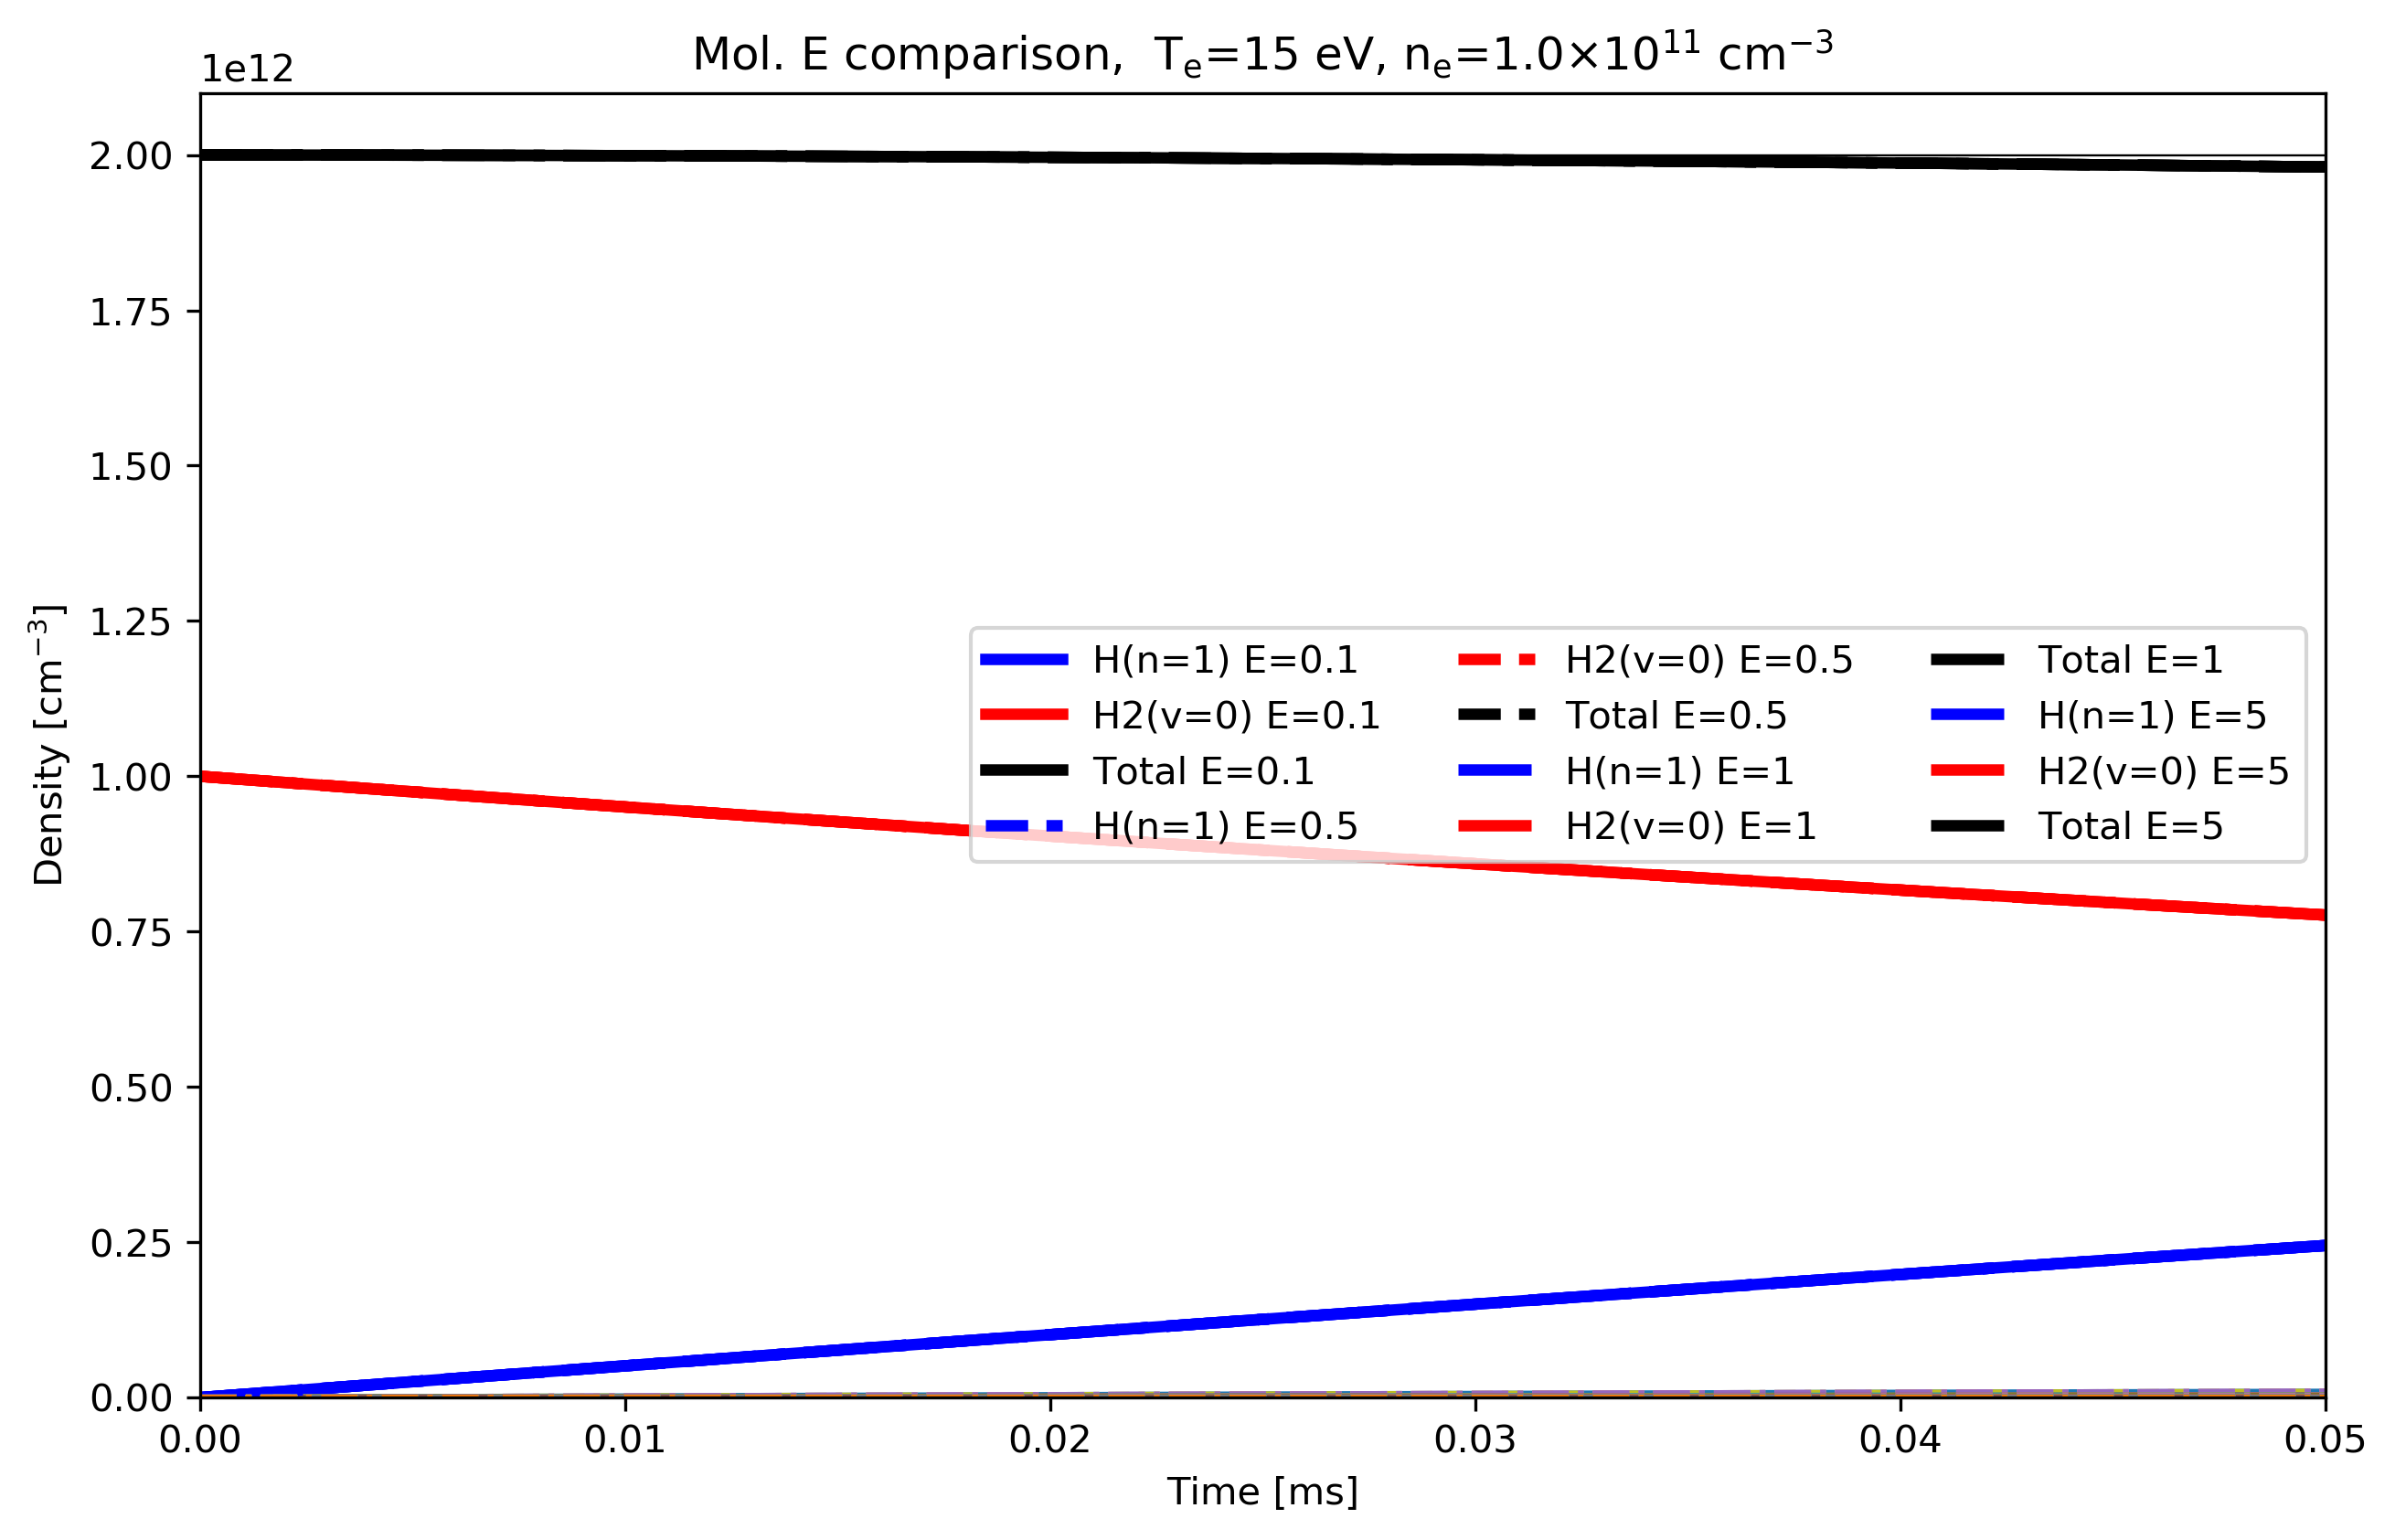 Mol. E comparison,  Tₑ=15 eV, nₑ=1.0×10¹¹ cm⁻³
1e12
2.00
1.75
1.50
1.25
1.00
0.75
0.50
0.25
0.00
Density [cm⁻³]
H(n=1) E=0.1
H2(v=0) E=0.1
Total E=0.1
H(n=1) E=0.5
H2(v=0) E=0.5
Total E=0.5
H(n=1) E=1
H2(v=0) E=1
Total E=1
H(n=1) E=5
H2(v=0) E=5
Total E=5
0.00 0.01 0.02 0.03 0.04 0.05
Time [ms]